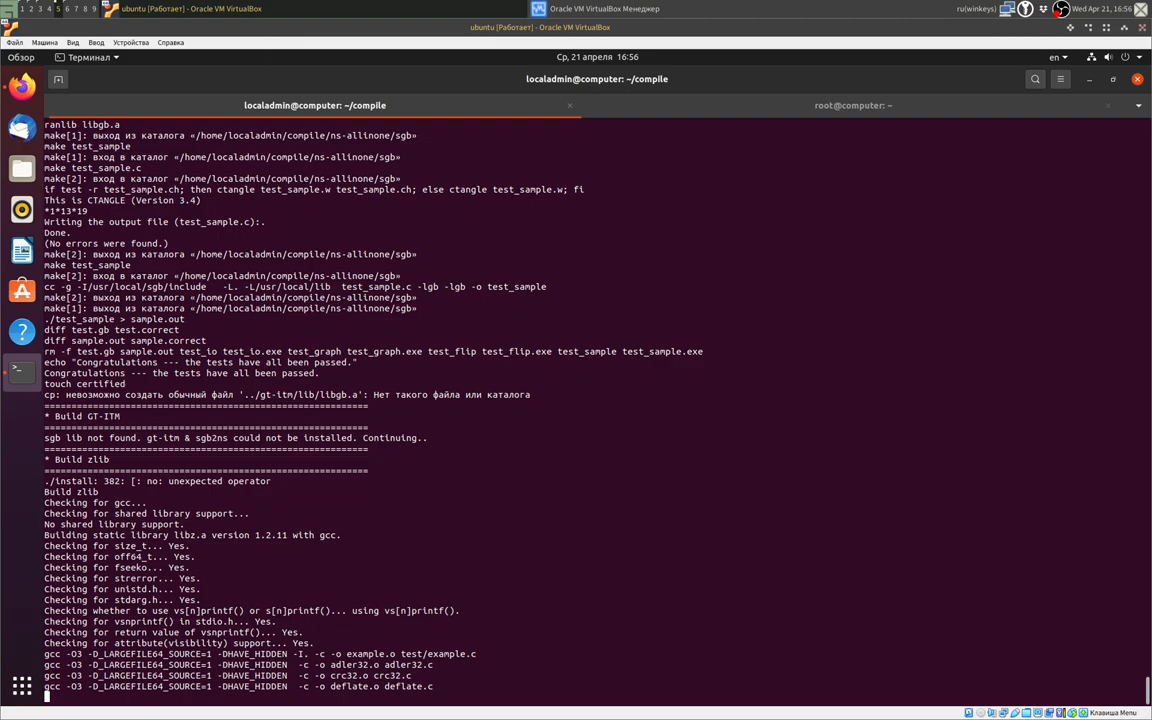 1 2 3 4 5 6 7 8 9
ubuntu [Работает] - Oracle VM VirtualBox
Oracle VM VirtualBox Менеджер
ru(winkeys)
Wed Apr 21, 16:56
ubuntu [Работает] - Oracle VM VirtualBox
Файл Машина Вид Ввод Устройства Справка
Обзор
Терминал
Ср, 21 апреля 16:56
en
localadmin@computer: ~/compile
localadmin@computer: ~/compile
root@computer: ~
ranlib libgb.a
make[1]: выход из каталога «/home/localadmin/compile/ns-allinone/sgb»
make test_sample
make[1]: вход в каталог «/home/localadmin/compile/ns-allinone/sgb»
make test_sample.c
make[2]: вход в каталог «/home/localadmin/compile/ns-allinone/sgb»
if test -r test_sample.ch; then ctangle test_sample.w test_sample.ch; else ctangle test_sample.w; fi
This is CTANGLE (Version 3.4)
*1*13*19
Writing the output file (test_sample.c):.
Done.
(No errors were found.)
make[2]: выход из каталога «/home/localadmin/compile/ns-allinone/sgb»
make test_sample
make[2]: вход в каталог «/home/localadmin/compile/ns-allinone/sgb»
cc -g -I/usr/local/sgb/include   -L. -L/usr/local/lib  test_sample.c -lgb -lgb -o test_sample
make[2]: выход из каталога «/home/localadmin/compile/ns-allinone/sgb»
make[1]: выход из каталога «/home/localadmin/compile/ns-allinone/sgb»
./test_sample > sample.out
diff test.gb test.correct
diff sample.out sample.correct
rm -f test.gb sample.out test_io test_io.exe test_graph test_graph.exe test_flip test_flip.exe test_sample test_sample.exe
echo "Congratulations --- the tests have all been passed."
Congratulations --- the tests have all been passed.
touch certified
cp: невозможно создать обычный файл '../gt-itm/lib/libgb.a': Нет такого файла или каталога
============================================================
* Build GT-ITM
============================================================
sgb lib not found. gt-itm & sgb2ns could not be installed. Continuing..
============================================================
* Build zlib
============================================================
./install: 382: [: no: unexpected operator
Build zlib
Checking for gcc...
Checking for shared library support...
No shared library support.
Building static library libz.a version 1.2.11 with gcc.
Checking for size_t... Yes.
Checking for off64_t... Yes.
Checking for fseeko... Yes.
Checking for strerror... Yes.
Checking for unistd.h... Yes.
Checking for stdarg.h... Yes.
Checking whether to use vs[n]printf() or s[n]printf()... using vs[n]printf().
Checking for vsnprintf() in stdio.h... Yes.
Checking for return value of vsnprintf()... Yes.
Checking for attribute(visibility) support... Yes.
gcc -O3 -D_LARGEFILE64_SOURCE=1 -DHAVE_HIDDEN -I. -c -o example.o test/example.c
gcc -O3 -D_LARGEFILE64_SOURCE=1 -DHAVE_HIDDEN  -c -o adler32.o adler32.c
gcc -O3 -D_LARGEFILE64_SOURCE=1 -DHAVE_HIDDEN  -c -o crc32.o crc32.c
gcc -O3 -D_LARGEFILE64_SOURCE=1 -DHAVE_HIDDEN  -c -o deflate.o deflate.c
Клавиша Menu